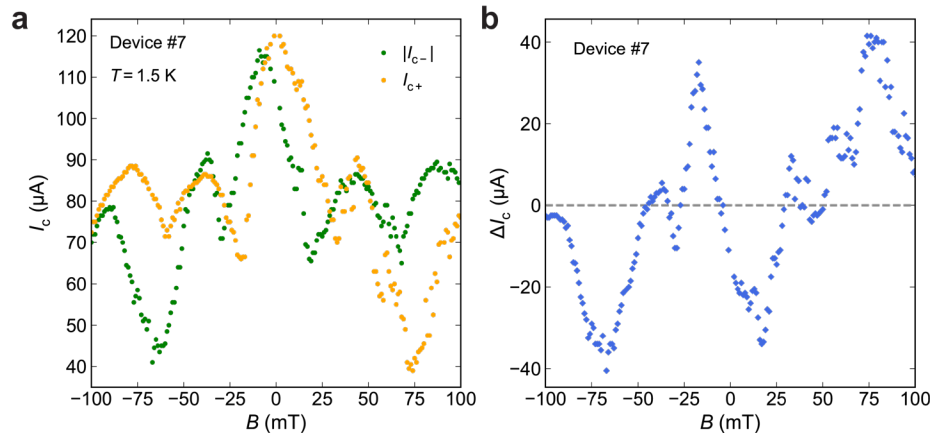 a
Device #7
T = 1.5 K
|Ic−|
Ic+
120
110
100
90
80
70
60
50
40
Ic (µA)
−100 −75 −50 −25 0 25 50 75 100
B (mT)
b
Device #7
40
20
0
−20
−40
ΔIc (µA)
−100 −75 −50 −25 0 25 50 75 100
B (mT)